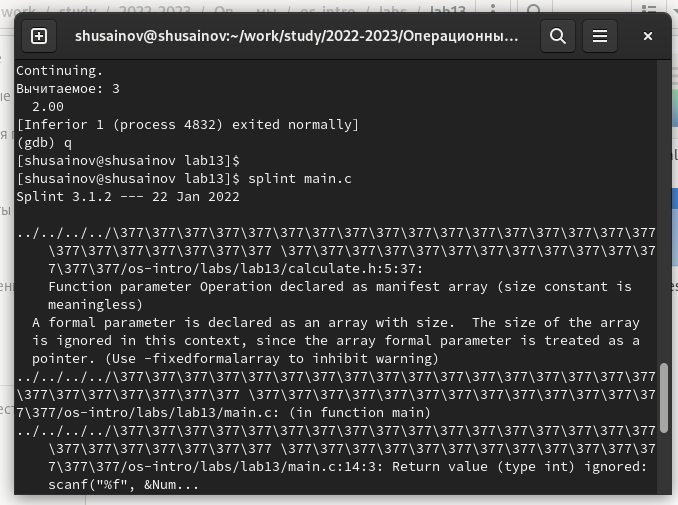 shusainov@shusainov:~/work/study/2022-2023/Операционны...
Continuing.
Вычитаемое: 3
  2.00
[Inferior 1 (process 4832) exited normally]
(gdb) q
[shusainov@shusainov lab13]$
[shusainov@shusainov lab13]$ splint main.c
Splint 3.1.2 --- 22 Jan 2022
../../../../\377\377\377\377\377\377\377\377\377\377\377\377\377\377\377\377\377
    \377\377\377\377\377\377\377 \377\377\377\377\377\377\377\377\377\377\377\37
    7\377\377/os-intro/labs/lab13/calculate.h:5:37:
    Function parameter Operation declared as manifest array (size constant is
    meaningless)
  A formal parameter is declared as an array with size.  The size of the array
  is ignored in this context, since the array formal parameter is treated as a
  pointer. (Use -fixedformalarray to inhibit warning)
../../../../\377\377\377\377\377\377\377\377\377\377\377\377\377\377\377\377\377
\377\377\377\377\377\377\377 \377\377\377\377\377\377\377\377\377\377\377\377\37
7\377/os-intro/labs/lab13/main.c: (in function main)
../../../../\377\377\377\377\377\377\377\377\377\377\377\377\377\377\377\377\377
    \377\377\377\377\377\377\377 \377\377\377\377\377\377\377\377\377\377\377\37
    7\377\377/os-intro/labs/lab13/main.c:14:3: Return value (type int) ignored:
    scanf("%f", &Num...